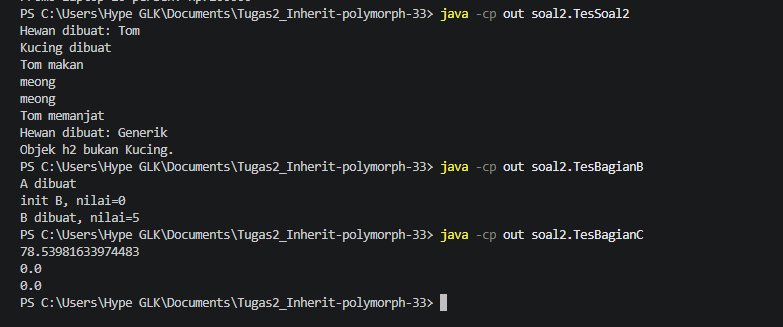 PS C:\Users\Hype GLK\Documents\Tugas2_Inherit-polymorph-33> java -cp out soal2.TesSoal2
Hewan dibuat: Tom
Kucing dibuat
Tom makan
meong
meong
Tom memanjat
Hewan dibuat: Generik
Objek h2 bukan Kucing.
PS C:\Users\Hype GLK\Documents\Tugas2_Inherit-polymorph-33> java -cp out soal2.TesBagianB
A dibuat
init B, nilai=0
B dibuat, nilai=5
PS C:\Users\Hype GLK\Documents\Tugas2_Inherit-polymorph-33> java -cp out soal2.TesBagianC
78.53981633974483
0.0
0.0
PS C:\Users\Hype GLK\Documents\Tugas2_Inherit-polymorph-33>